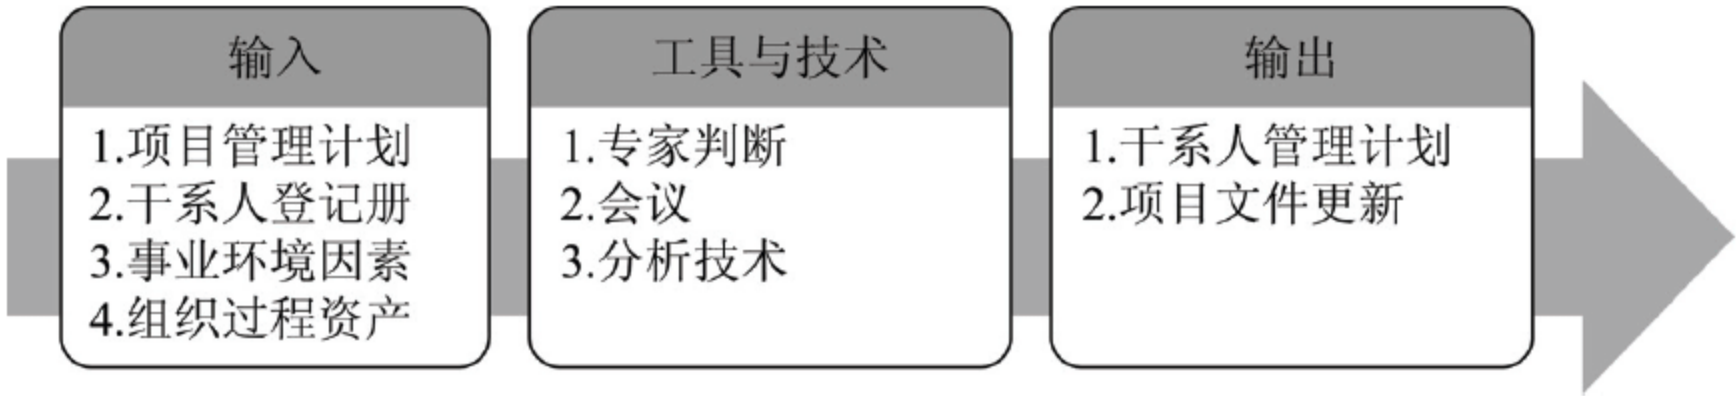 输入
1.项目管理计划
2.干系人登记册
3.事业环境因素
4.组织过程资产
工具与技术
1.专家判断
2.会议
3.分析技术
输出
1.干系人管理计划
2.项目文件更新